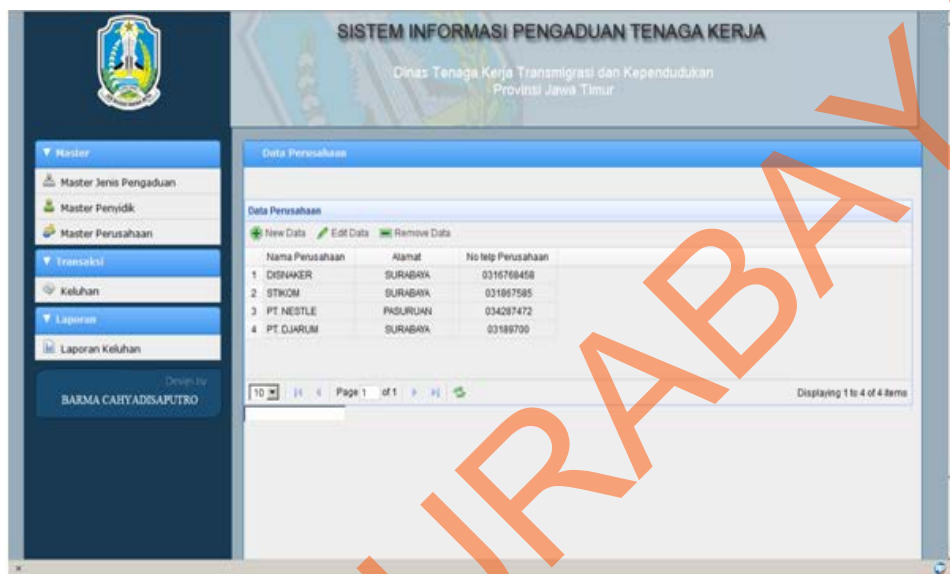 SISTEM INFORMASI PENGADUAN TENAGA KERJA
Dinas Tenaga Kerja Transmigrasi dan Kependudukan
Provinsi Jawa Timur
Master
Master Jenis Pengaduan
Master Penyidik
Master Perusahaan
Transaksi
Keluhan
Laporan
Laporan Keluhan
Design by
BARMA CAHYADISAPUTRO
Data Perusahaan
Data Perusahaan
New Data Edit Data Remove Data
Nama Perusahaan Alamat No telp Perusahaan
1 DISNAKER SURABAYA 0316768458
2 STIKOM SURABAYA 031867585
3 PT. NESTLE PASURUAN 034287472
4 PT. DJARUM SURABAYA 03189700
10 Page 1 of 1 Displaying 1 to 4 of 4 items
URABAY